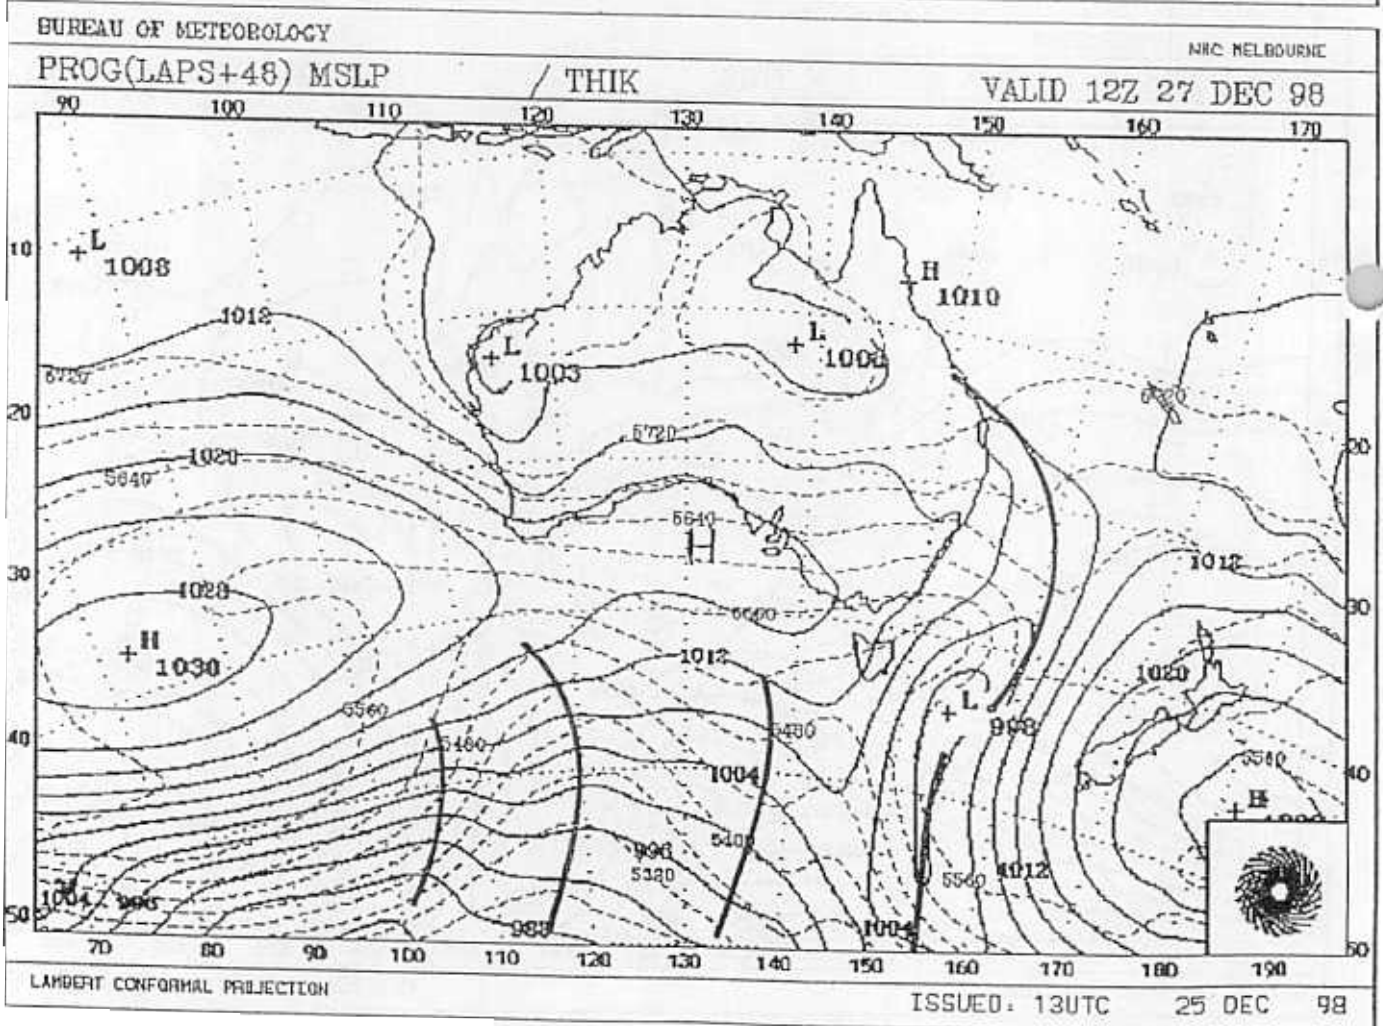 BUREAU OF METEOROLOGY
NMC MELBOURNE
PROG(LAPS+48) MSLP / THIK VALID 12Z 27 DEC 98
90 100 110 120 130 140 150 160 170
10
L
1008
H
1010
1012
L
1003
L
5720
20
5720
20
1020
5640
5640
H
30
1028
1012
30
5600
H
1030
1012
1020
5560
L
998
40
5480
5480
1004
5540
40
H
5400
996
5320
1004
996
5560
1012
50
988
1004
50
70 80 90 100 110 120 130 140 150 160 170 180 190
LAMBERT CONFORMAL PROJECTION
ISSUED: 13UTC 25 DEC 98